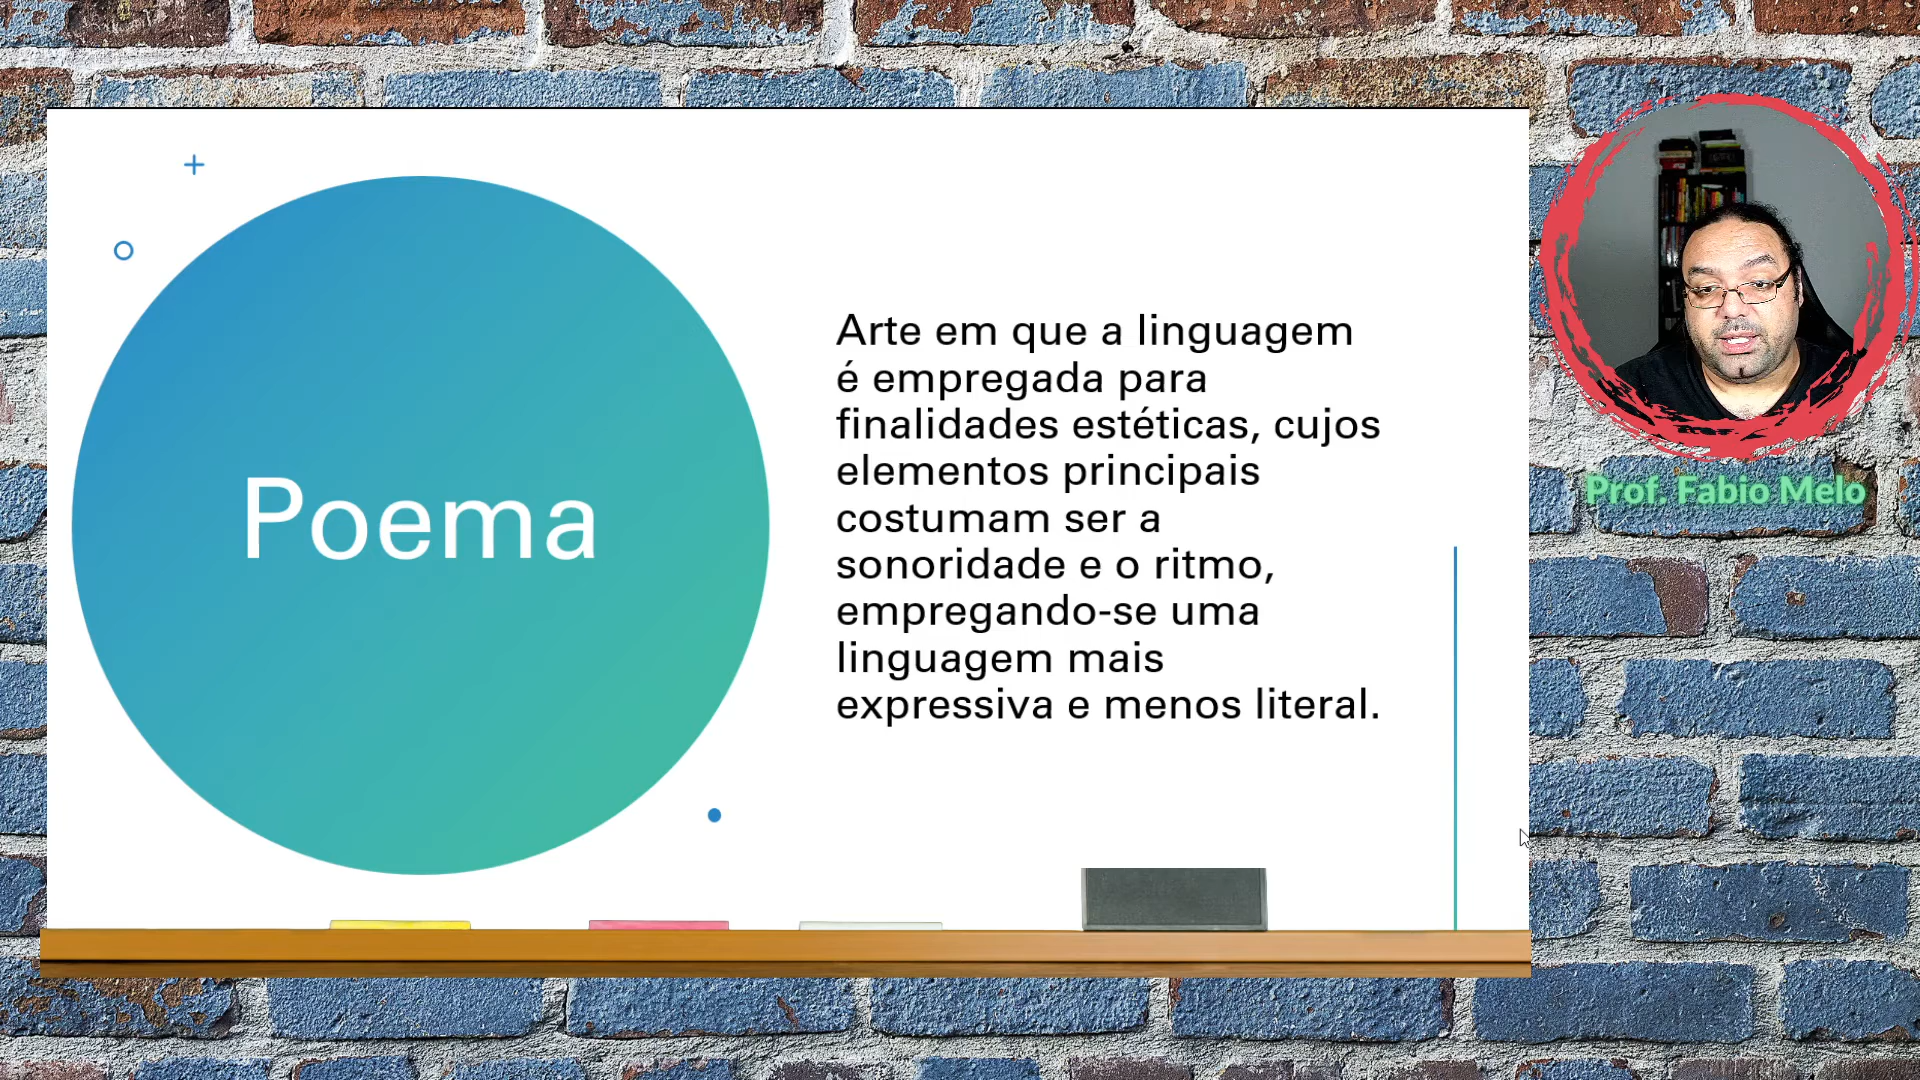 Poema
Arte em que a linguagem
é empregada para
finalidades estéticas, cujos
elementos principais
costumam ser a
sonoridade e o ritmo,
empregando-se uma
linguagem mais
expressiva e menos literal.
Prof. Fabio Melo